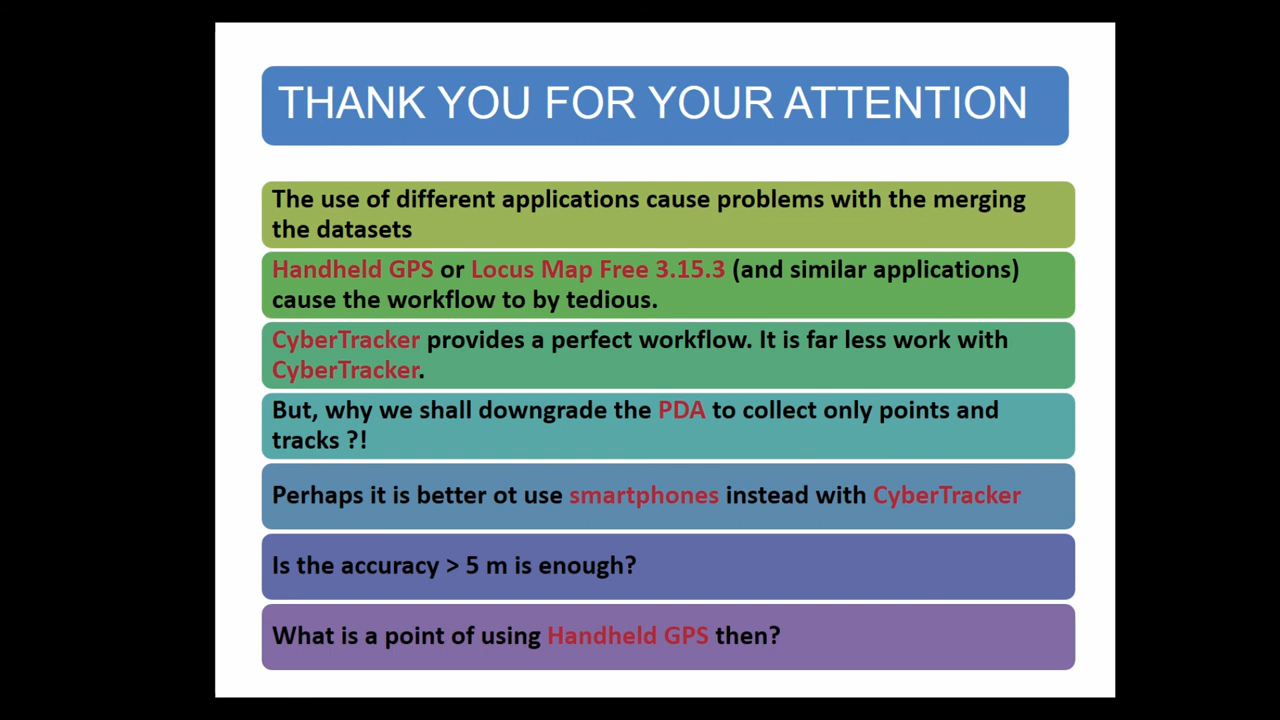 THANK YOU FOR YOUR ATTENTION
The use of different applications cause problems with the merging
the datasets
Handheld GPS or Locus Map Free 3.15.3 (and similar applications)
cause the workflow to by tedious.
CyberTracker provides a perfect workflow. It is far less work with
CyberTracker.
But, why we shall downgrade the PDA to collect only points and
tracks ?!
Perhaps it is better ot use smartphones instead with CyberTracker
Is the accuracy > 5 m is enough?
What is a point of using Handheld GPS then?